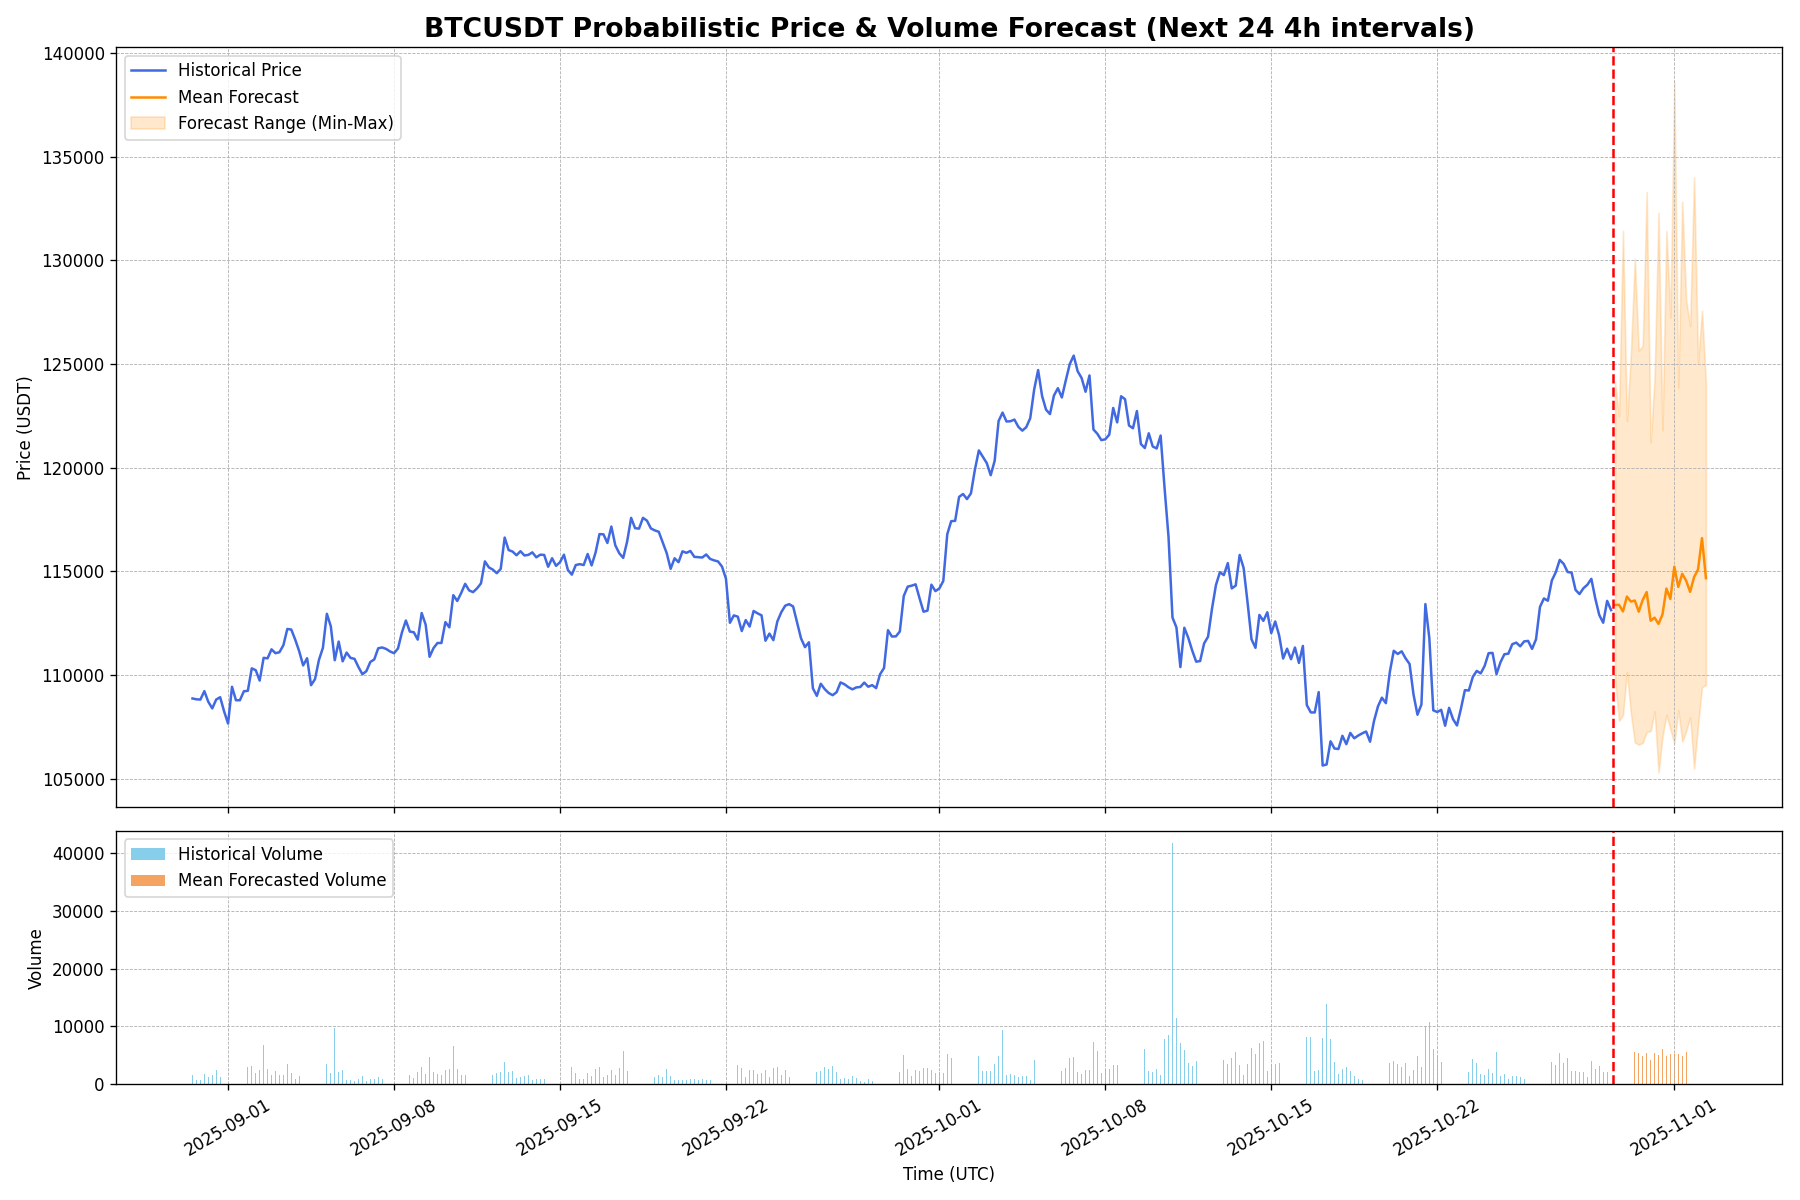 BTCUSDT Probabilistic Price & Volume Forecast (Next 24 4h intervals)
Historical Price
Mean Forecast
Forecast Range (Min-Max)
Price (USDT)
140000
135000
130000
125000
120000
115000
110000
105000
Historical Volume
Mean Forecasted Volume
Volume
40000
30000
20000
10000
0
2025-09-01
2025-09-08
2025-09-15
2025-09-22
2025-10-01
2025-10-08
2025-10-15
2025-10-22
2025-11-01
Time (UTC)